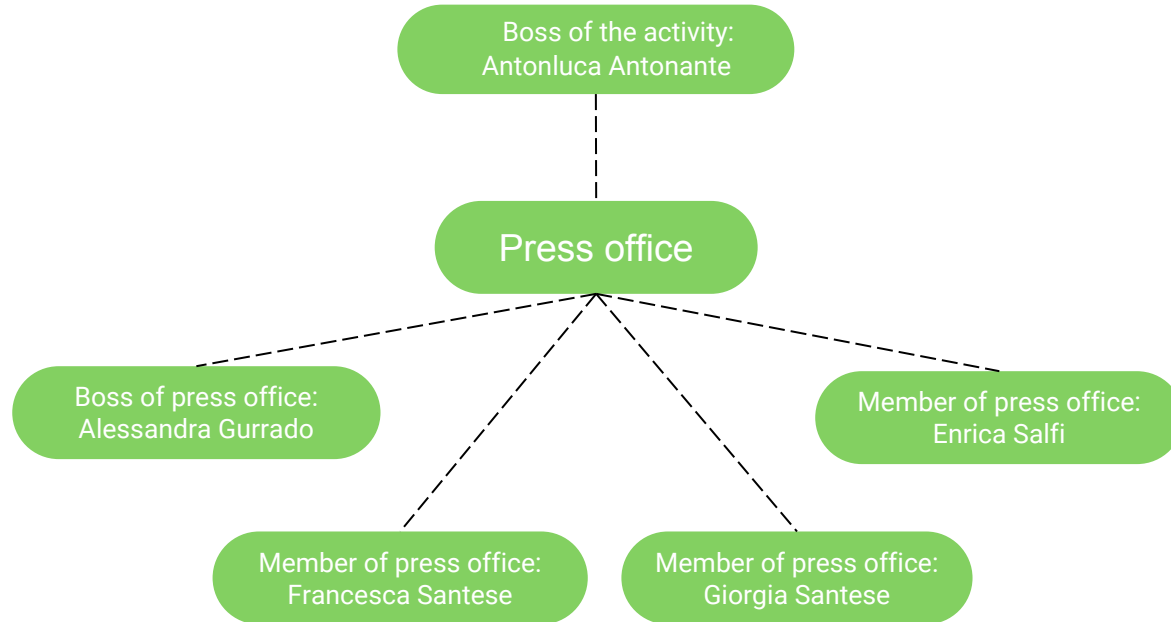 Boss of the activity:
Antonluca Antonante
Press office
Boss of press office:
Alessandra Gurrado
Member of press office:
Enrica Salfi
Member of press office:
Francesca Santese
Member of press office:
Giorgia Santese